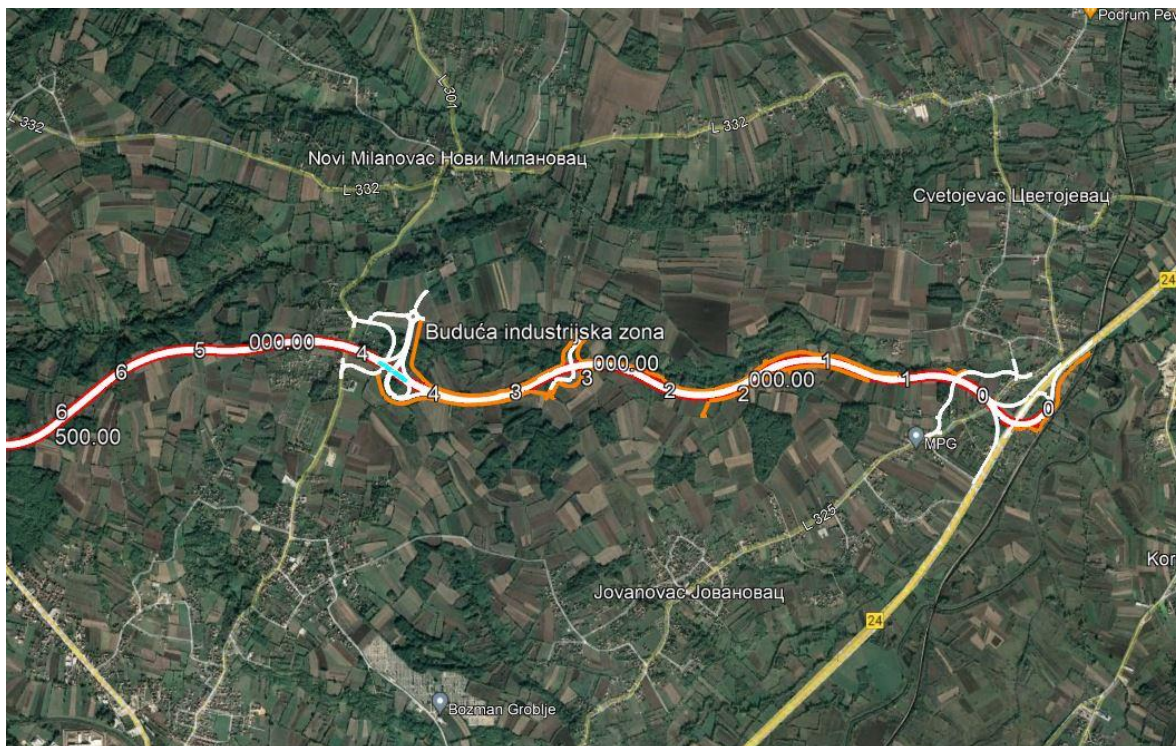 Podrum Pev
L 332
L 301
L 332
Novi Milanovac Нови Милановац
L 332
Cvetojevac Цветојевац
24
Buduća industrijska zona
000.00
5
4
6
000.00
3
4
3
000.00
1
2
2
1
0
0
6
500.00
MPG
L 325
Kor
Jovanovac Јовановац
24
Bozman Groblje